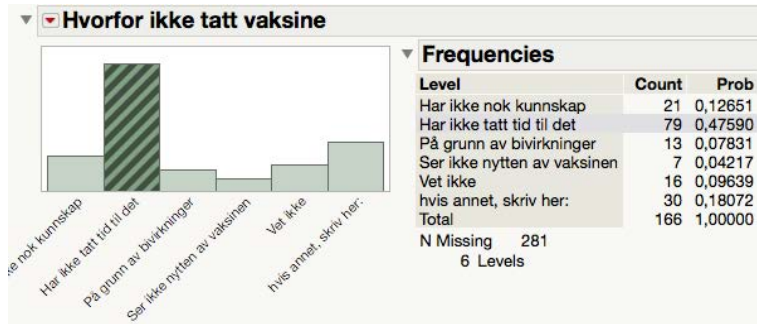 Hvorfor ikke tatt vaksine
ke nok kunnskap
Har ikke tatt tid til det
På grunn av bivirkninger
Ser ikke nytten av vaksinen
Vet ikke
hvis annet, skriv her:
Frequencies
Level Count Prob
Har ikke nok kunnskap 21 0,12651
Har ikke tatt tid til det 79 0,47590
På grunn av bivirkninger 13 0,07831
Ser ikke nytten av vaksinen 7 0,04217
Vet ikke 16 0,09639
hvis annet, skriv her: 30 0,18072
Total 166 1,00000
N Missing 281
6 Levels